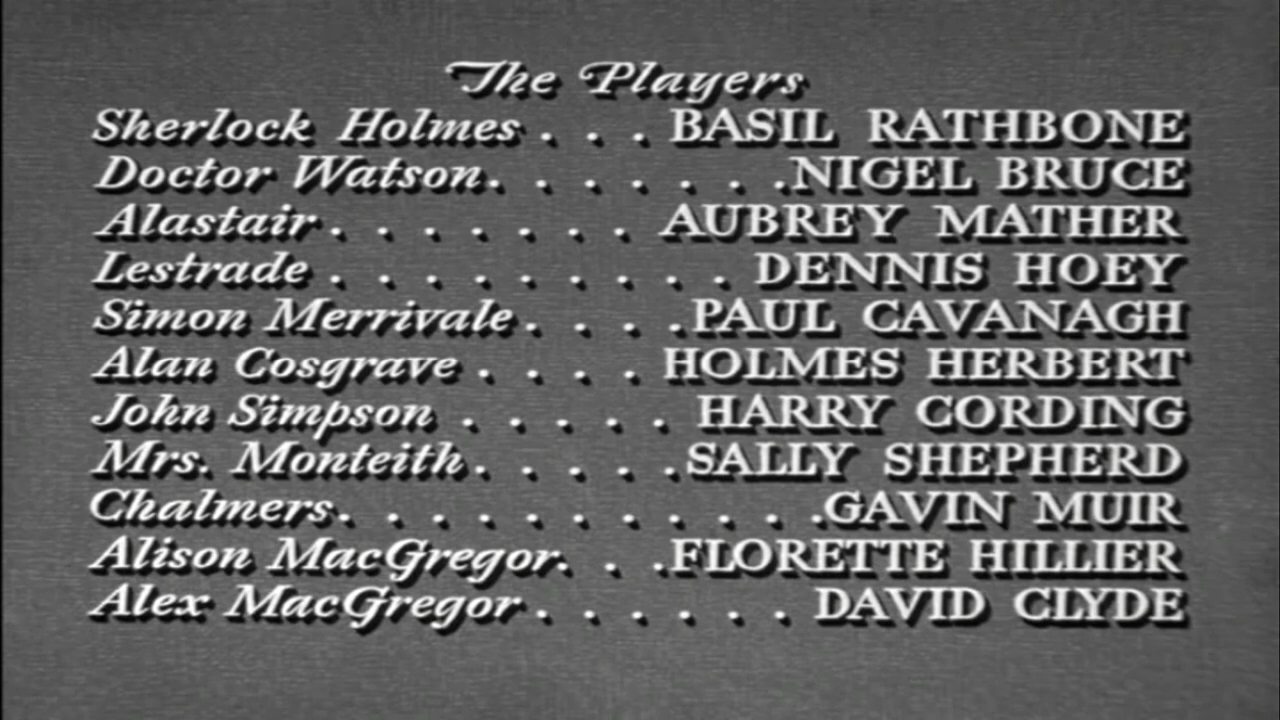 The Players
Sherlock Holmes . . . BASIL RATHBONE
Doctor Watson. . . . . . .NIGEL BRUCE
Alastair . . . . . . . AUBREY MATHER
Lestrade . . . . . . . . . DENNIS HOEY
Simon Merrivale . . . .PAUL CAVANAGH
Alan Cosgrave . . . . HOLMES HERBERT
John Simpson . . . . . HARRY CORDING
Mrs. Monteith . . . . .SALLY SHEPHERD
Chalmers. . . . . . . . . . .GAVIN MUIR
Alison MacGregor. . .FLORETTE HILLIER
Alex MacGregor . . . . . . DAVID CLYDE